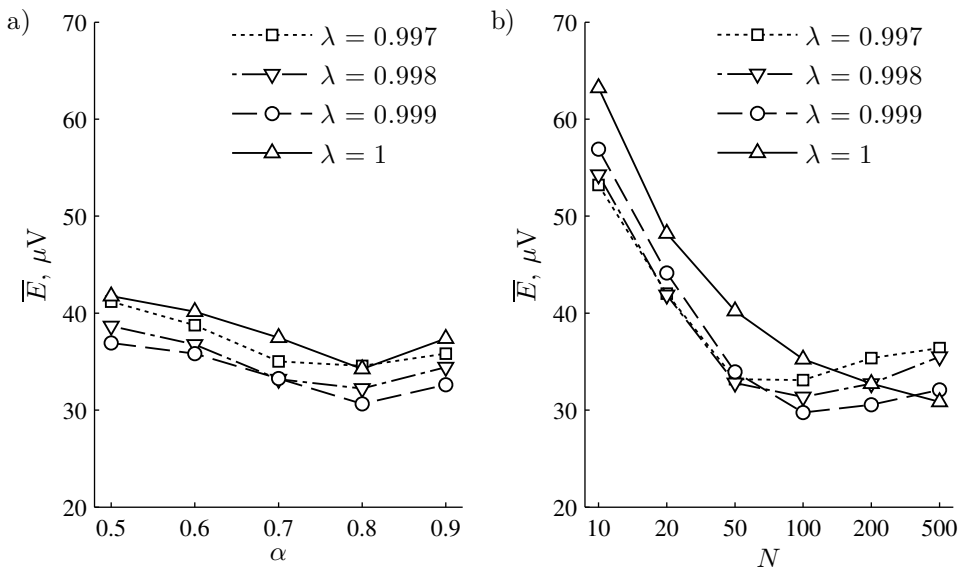 a)
70
60
50
40
30
20
E, μV
λ = 0.997
λ = 0.998
λ = 0.999
λ = 1
0.5 0.6 0.7 0.8 0.9
α
b)
70
60
50
40
30
20
E, μV
λ = 0.997
λ = 0.998
λ = 0.999
λ = 1
10 20 50 100 200 500
N